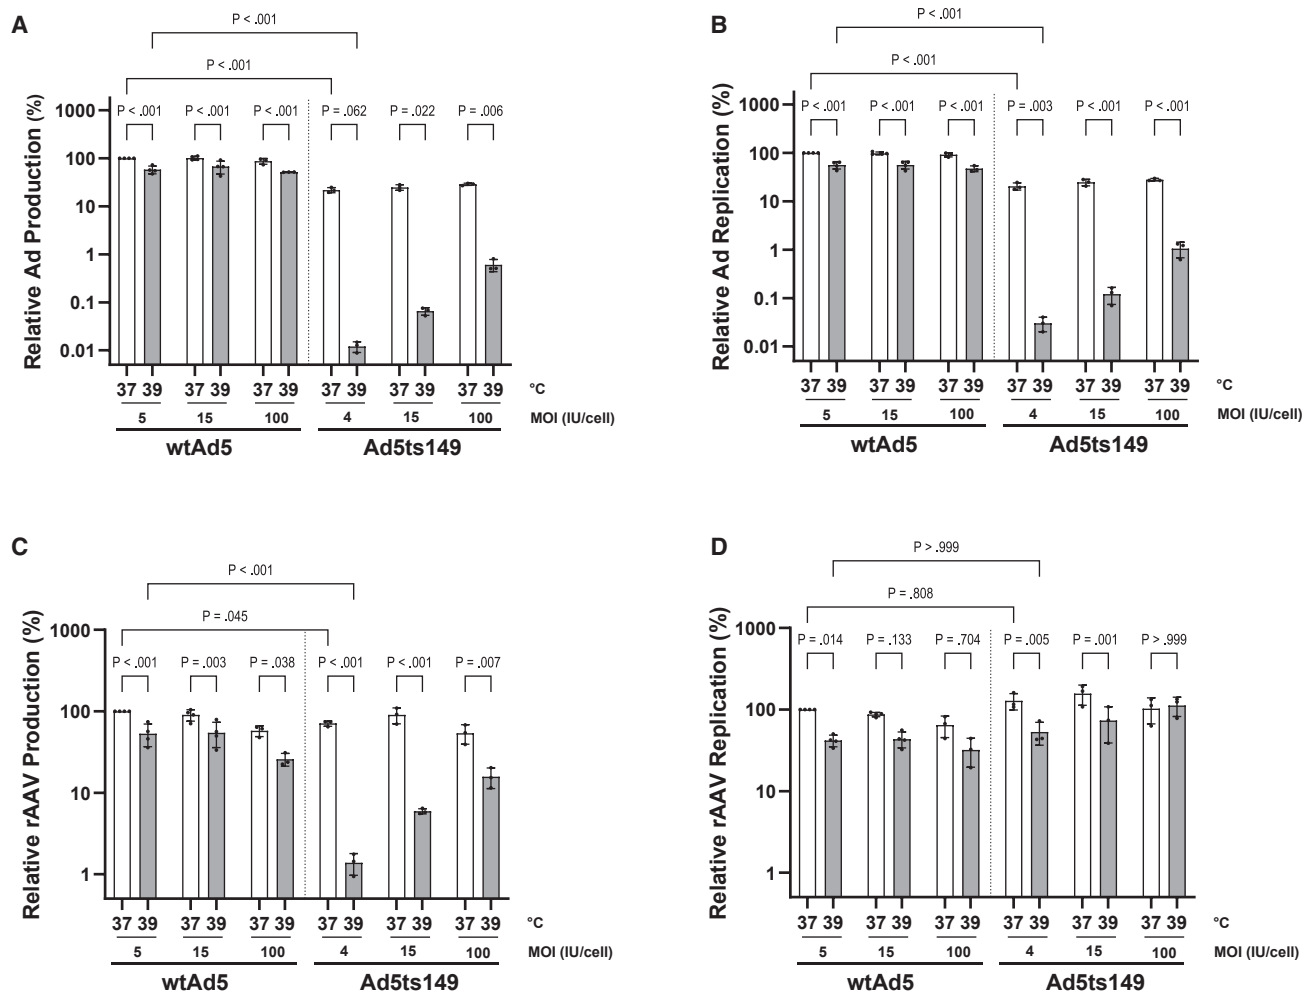 A
P < .001
P < .001
P < .001 P < .001 P < .001 P = .062 P = .022 P = .006
Relative Ad Production (%)
1000
100
10
1
0.1
0.01
37 39 37 39 37 39 37 39 37 39 37 39 °C
5 15 100 4 15 100 MOI (IU/cell)
wtAd5 Ad5ts149
B
P < .001
P < .001
P < .001 P < .001 P < .001 P = .003 P < .001 P < .001
Relative Ad Replication (%)
1000
100
10
1
0.1
0.01
37 39 37 39 37 39 37 39 37 39 37 39 °C
5 15 100 4 15 100 MOI (IU/cell)
wtAd5 Ad5ts149
C
P < .001
P = .045
P < .001 P = .003 P = .038 P < .001 P < .001 P = .007
Relative rAAV Production (%)
1000
100
10
1
37 39 37 39 37 39 37 39 37 39 37 39 °C
5 15 100 4 15 100 MOI (IU/cell)
wtAd5 Ad5ts149
D
P > .999
P = .808
P = .014 P = .133 P = .704 P = .005 P = .001 P > .999
Relative rAAV Replication (%)
1000
100
10
1
37 39 37 39 37 39 37 39 37 39 37 39 °C
5 15 100 4 15 100 MOI (IU/cell)
wtAd5 Ad5ts149